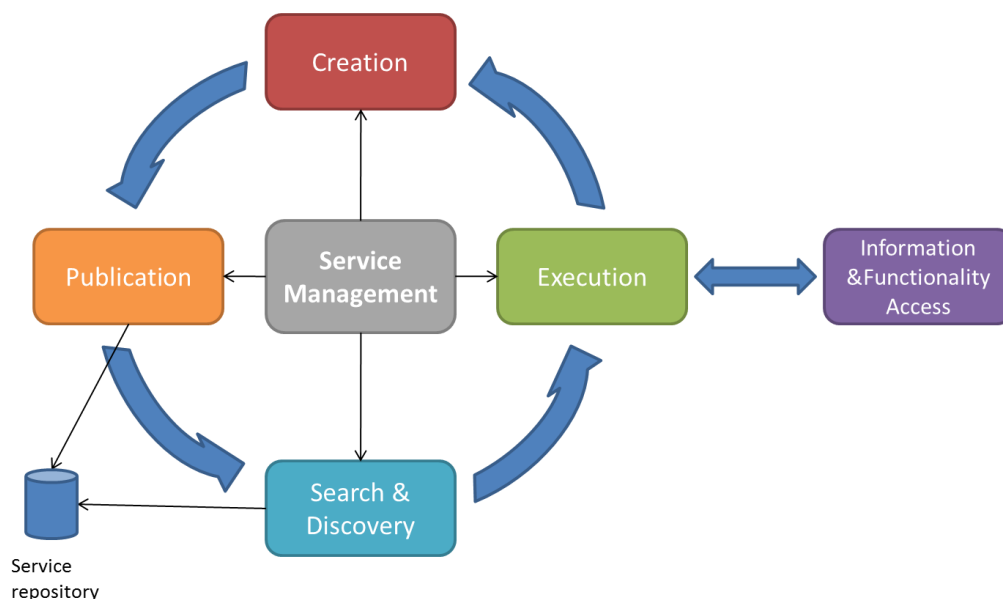 Creation
Publication
Service
Management
Execution
Information
&Functionality
Access
Search &
Discovery
Service
repository